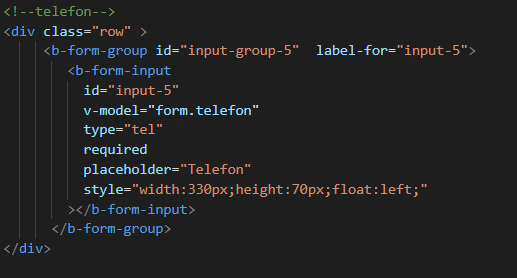 <!--telefon-->
<div class="row" >
<b-form-group id="input-group-5"  label-for="input-5">
<b-form-input
id="input-5"
v-model="form.telefon"
type="tel"
required
placeholder="Telefon"
style="width:330px;height:70px;float:left;"
></b-form-input>
</b-form-group>
</div>